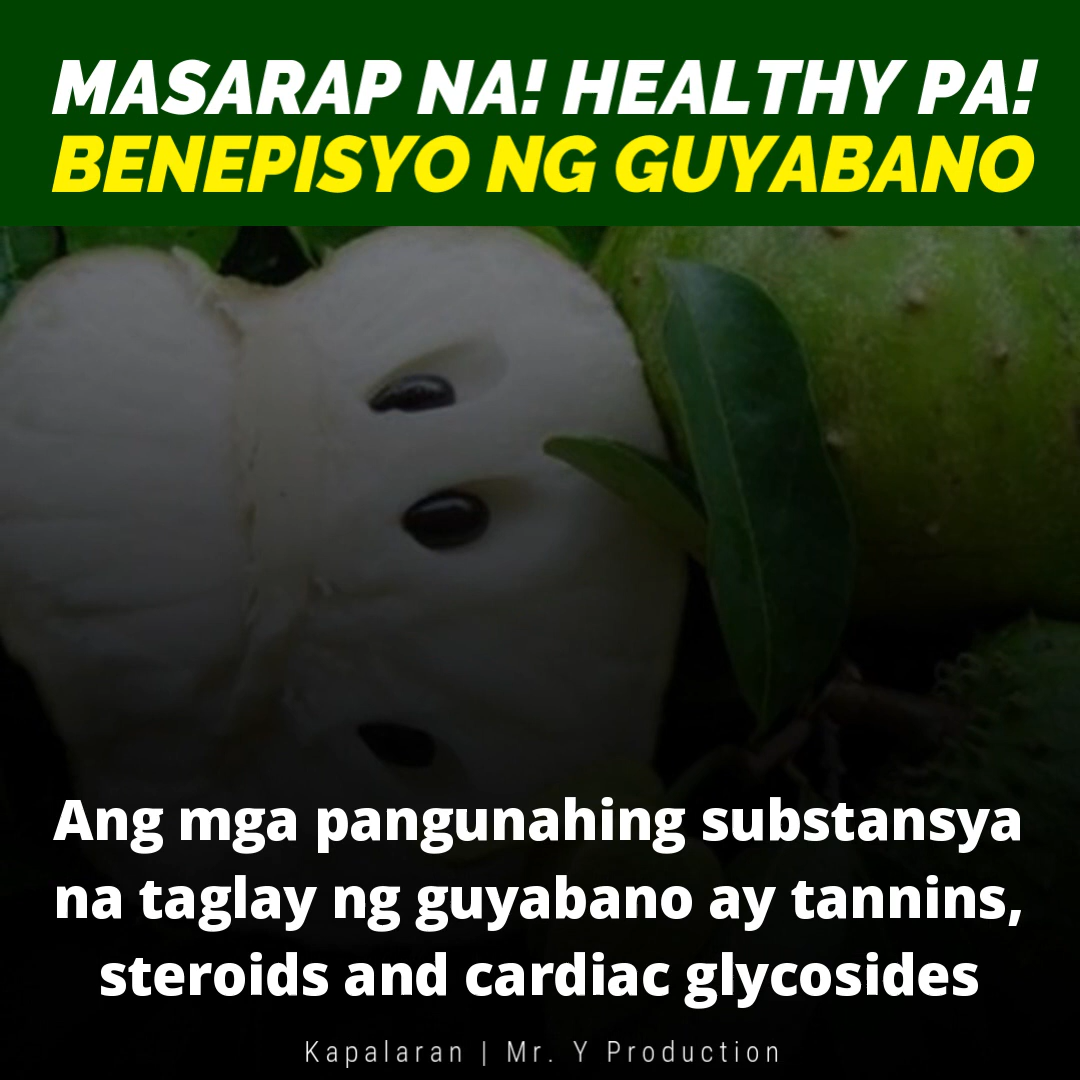 MASARAP NA! HEALTHY PA!
BENEPISYO NG GUYABANO
Ang mga pangunahing substansya
na taglay ng guyabano ay tannins,
steroids and cardiac glycosides
Kapalaran | Mr. Y Production